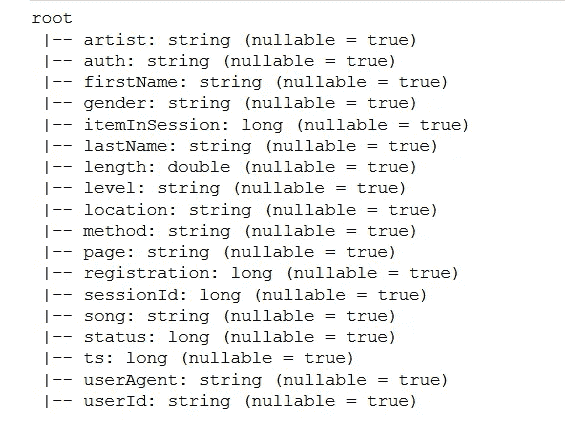 root
|-- artist: string (nullable = true)
|-- auth: string (nullable = true)
|-- firstName: string (nullable = true)
|-- gender: string (nullable = true)
|-- itemInSession: long (nullable = true)
|-- lastName: string (nullable = true)
|-- length: double (nullable = true)
|-- level: string (nullable = true)
|-- location: string (nullable = true)
|-- method: string (nullable = true)
|-- page: string (nullable = true)
|-- registration: long (nullable = true)
|-- sessionId: long (nullable = true)
|-- song: string (nullable = true)
|-- status: long (nullable = true)
|-- ts: long (nullable = true)
|-- userAgent: string (nullable = true)
|-- userId: string (nullable = true)